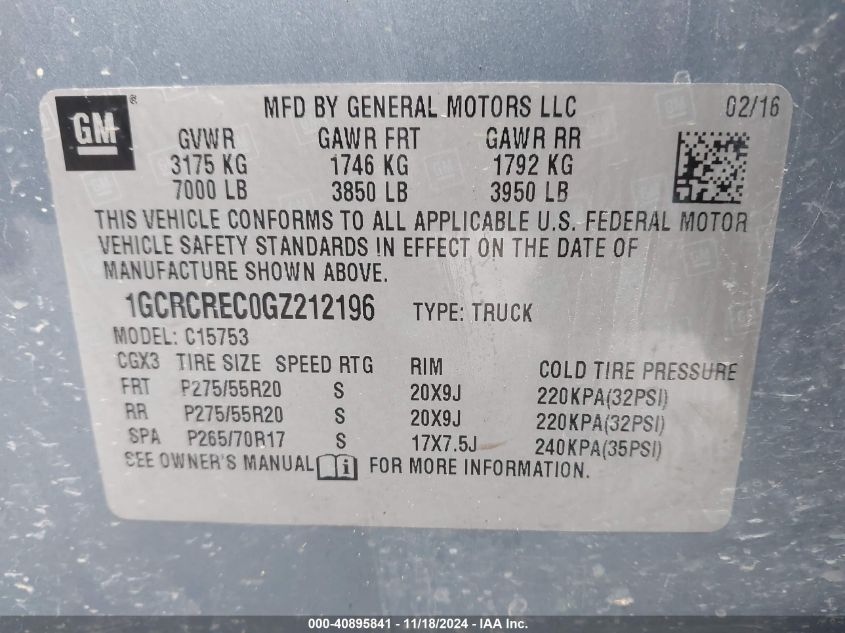 GM ®
MFD BY GENERAL MOTORS LLC 02/16
GVWR GAWR FRT GAWR RR
3175 KG 1746 KG 1792 KG
7000 LB 3850 LB 3950 LB
THIS VEHICLE CONFORMS TO ALL APPLICABLE U.S. FEDERAL MOTOR
VEHICLE SAFETY STANDARDS IN EFFECT ON THE DATE OF
MANUFACTURE SHOWN ABOVE.
1GCRCREC0GZ212196 TYPE: TRUCK
MODEL: C15753
CGX3 TIRE SIZE SPEED RTG RIM COLD TIRE PRESSURE
FRT P275/55R20 S 20X9J 220KPA(32PSI)
RR P275/55R20 S 20X9J 220KPA(32PSI)
SPA P265/70R17 S 17X7.5J 240KPA(35PSI)
SEE OWNER'S MANUAL i FOR MORE INFORMATION.
000-40895841 - 11/18/2024 - IAA Inc.